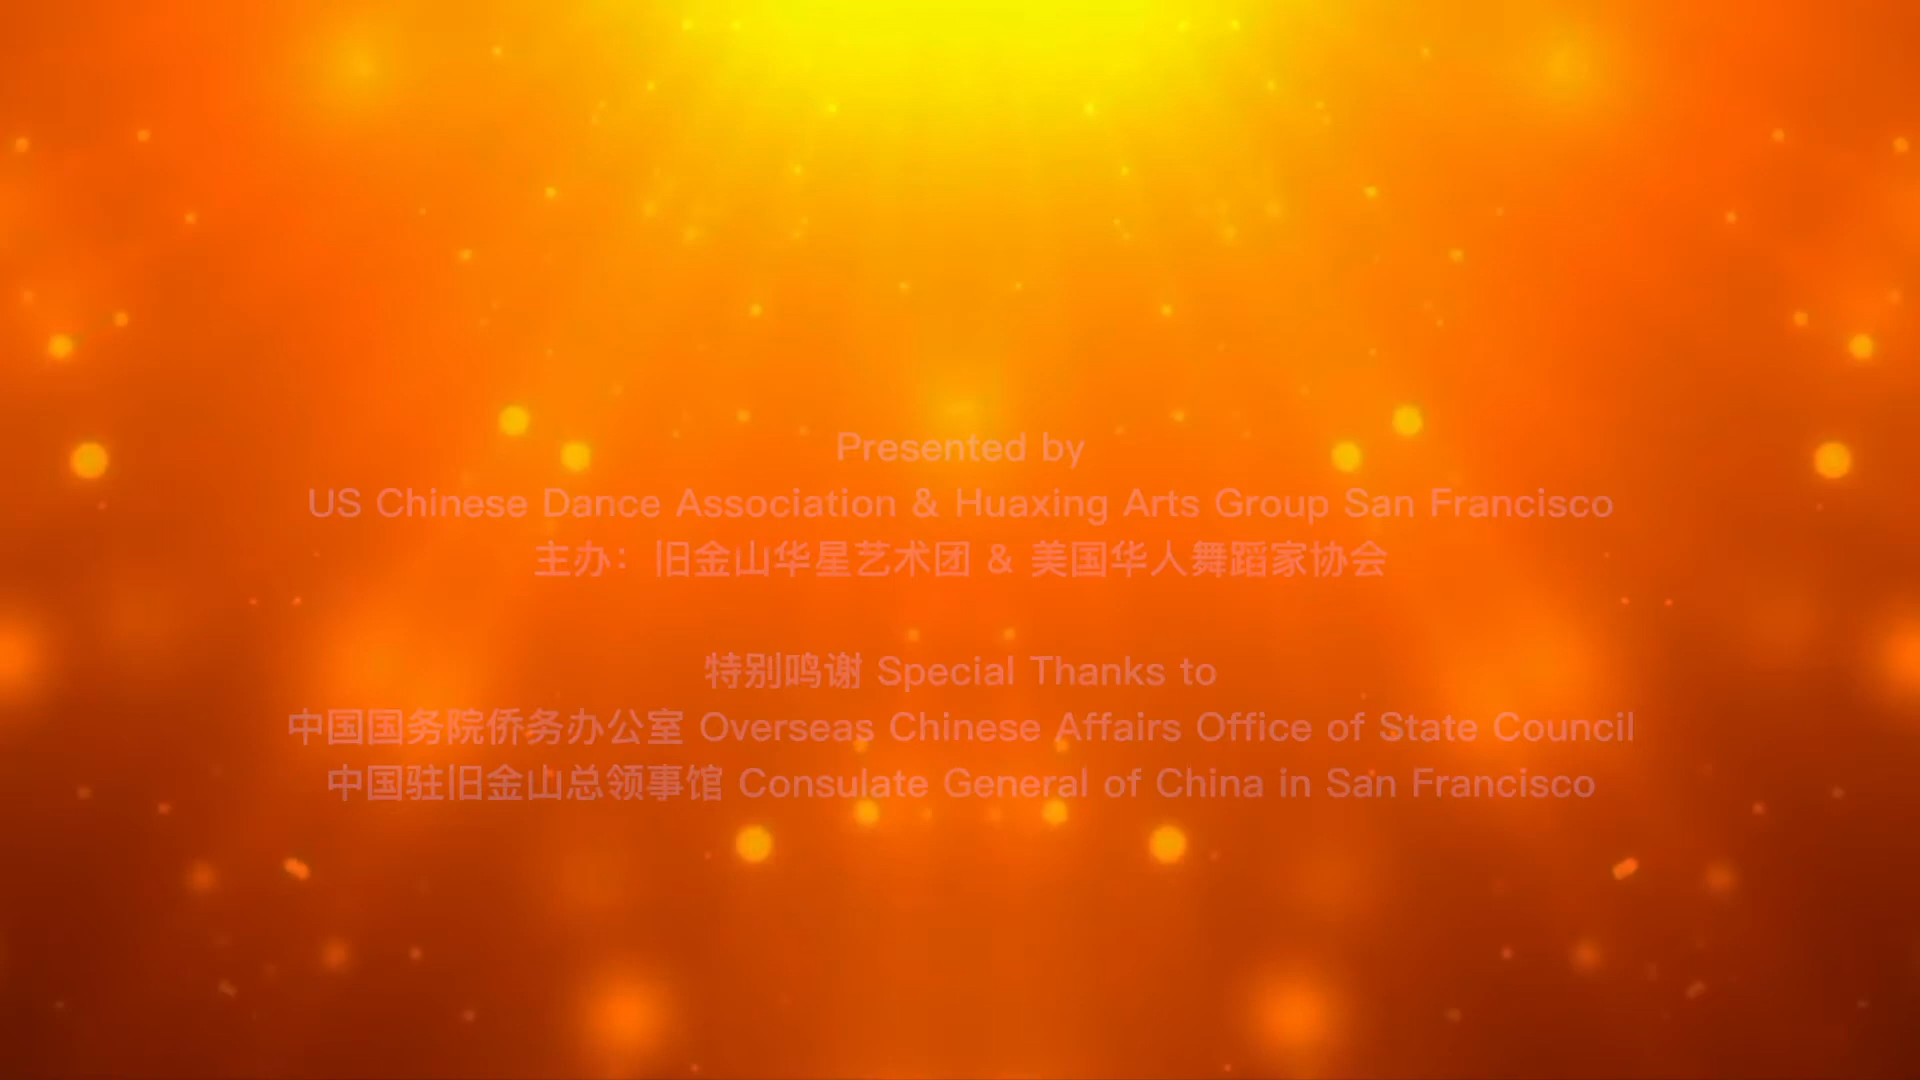 Presented by
US Chinese Dance Association & Huaxing Arts Group San Francisco
主办：旧金山华星艺术团 & 美国华人舞蹈家协会
特别鸣谢 Special Thanks to
中国国务院侨务办公室 Overseas Chinese Affairs Office of State Council
中国驻旧金山总领事馆 Consulate General of China in San Francisco